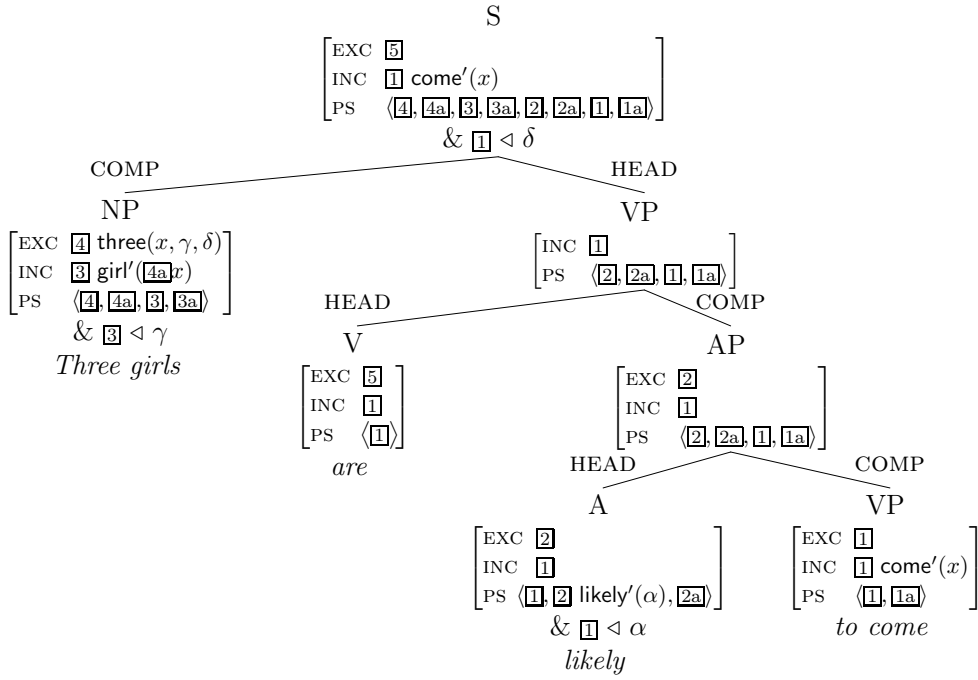 S
EXC 5
INC 1 come′(x)
PS ⟨4, 4a, 3, 3a, 2, 2a, 1, 1a⟩
& 1 ◁ δ
COMP HEAD
NP VP
EXC 4 three(x, γ, δ)
INC 3 girl′(4a x)
PS ⟨4, 4a, 3, 3a⟩
& 3 ◁ γ
Three girls
INC 1
PS ⟨2, 2a, 1, 1a⟩
HEAD COMP
V AP
EXC 5
INC 1
PS ⟨1⟩
are
EXC 2
INC 1
PS ⟨2, 2a, 1, 1a⟩
HEAD COMP
A VP
EXC 2
INC 1
PS ⟨1, 2 likely′(α), 2a⟩
& 1 ◁ α
likely
EXC 1
INC 1 come′(x)
PS ⟨1, 1a⟩
to come